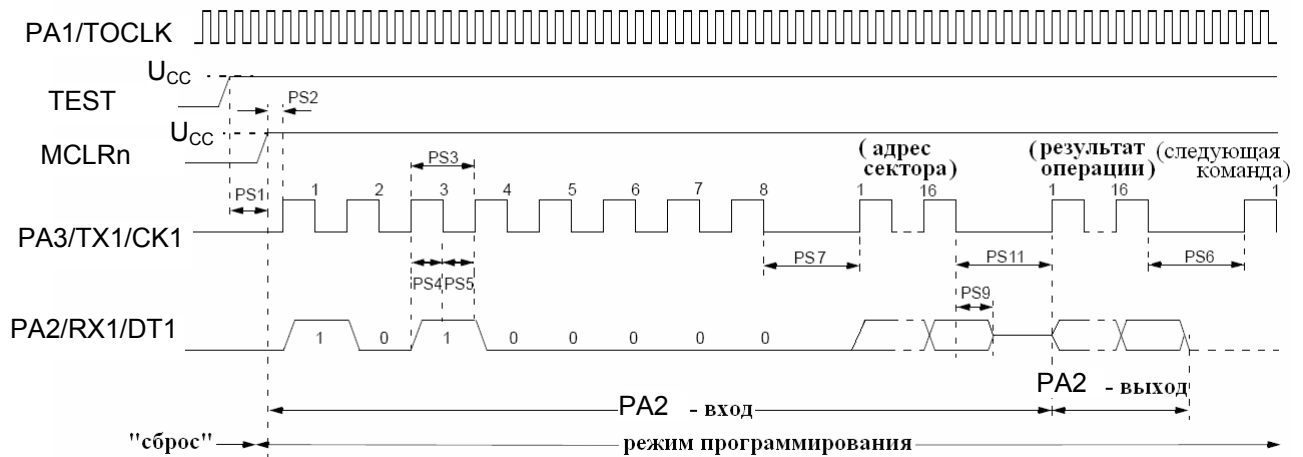 PA1/TOCLK
UCC
TEST
PS2
UCC
MCLRn
PS3
( адрес сектора)
(результат операции)
(следующая команда)
PS1
1 2 3 4 5 6 7 8 1 16 1 16 1
PA3/TX1/CK1
PS7
PS11
PS6
PS4 PS5
PS9
PA2/RX1/DT1
1 0 1 0 0 0 0 0
PA2 - выход
PA2 - вход
"сброс"
режим программирования